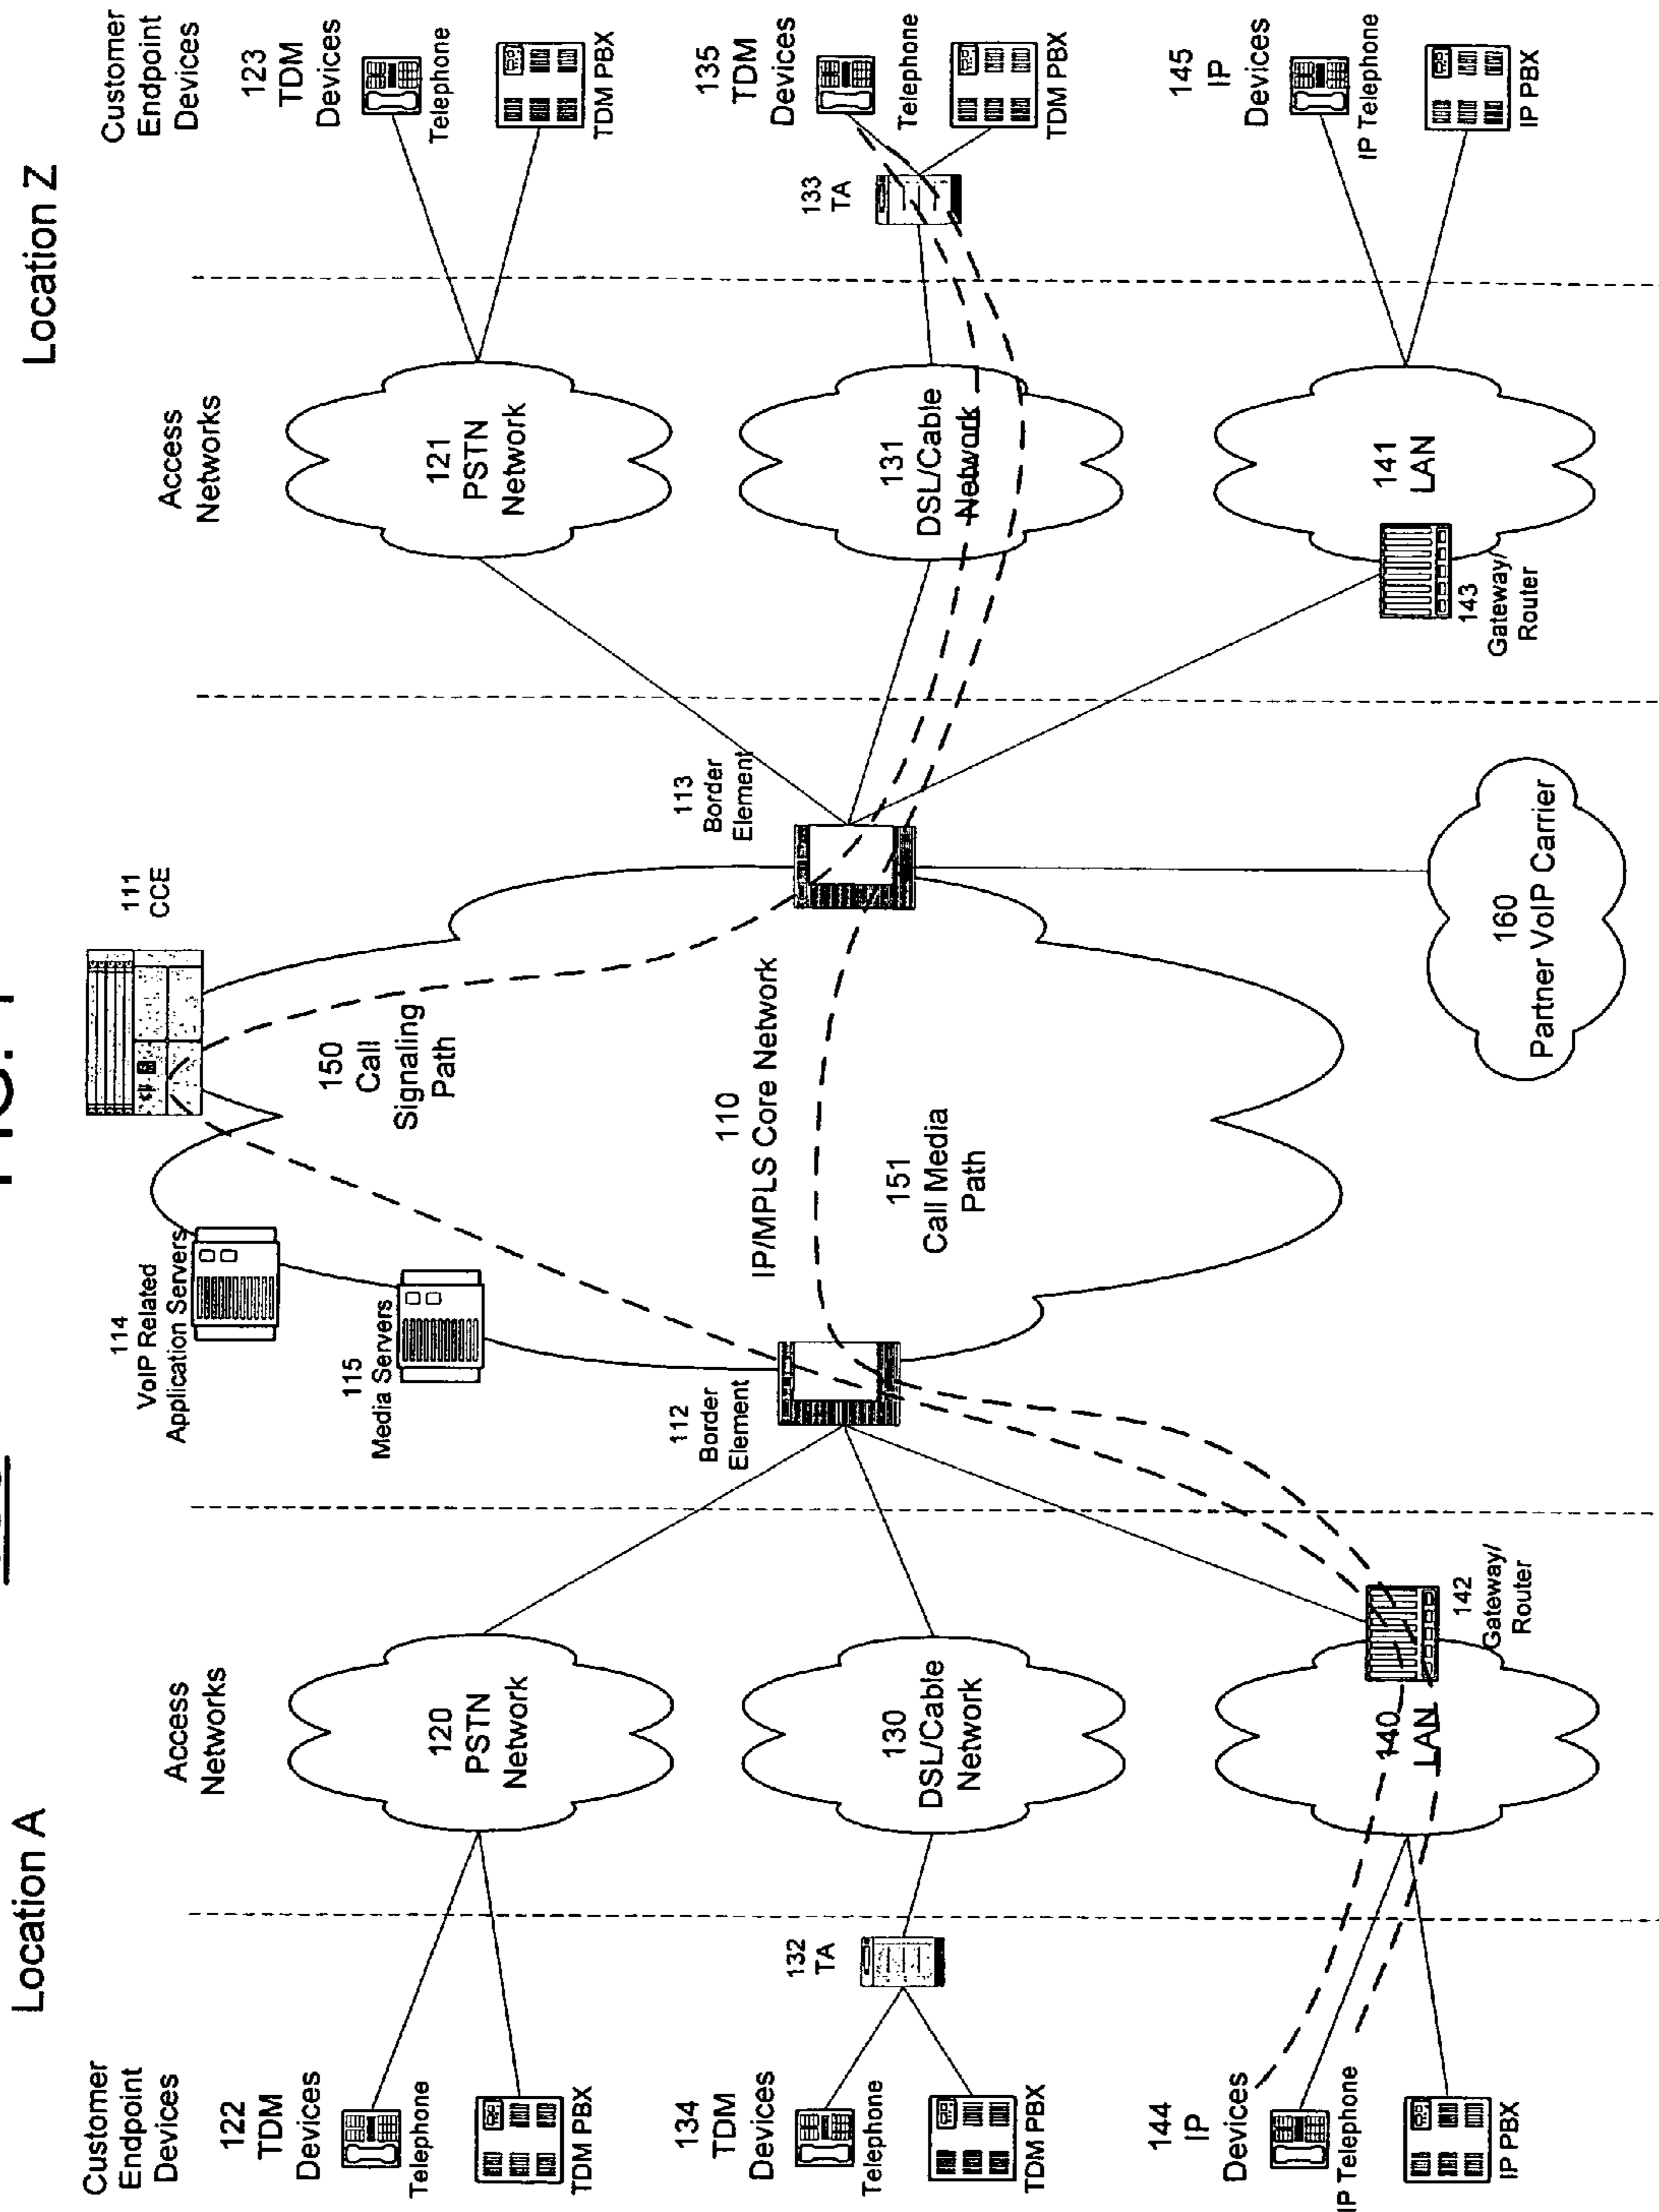 Location A
Location Z
Customer
Endpoint
Devices
Access
Networks
Access
Networks
Customer
Endpoint
Devices
122
TDM
Devices
Telephone
TDM PBX
120
PSTN
Network
114
VoIP Related
Application Servers
115
Media Servers
111
CCE
150
Call
Signaling
Path
121
PSTN
Network
123
TDM
Devices
Telephone
TDM PBX
134
TDM
Devices
Telephone
TDM PBX
132
TA
130
DSL/Cable
Network
112
Border
Element
110
IP/MPLS Core Network
151
Call Media
Path
113
Border
Element
131
DSL/Cable
Network
133
TA
135
TDM
Devices
Telephone
TDM PBX
144
IP
Devices
IP Telephone
IP PBX
140
LAN
142
Gateway/
Router
160
Partner VoIP Carrier
143
Gateway/
Router
141
LAN
145
IP
Devices
IP Telephone
IP PBX